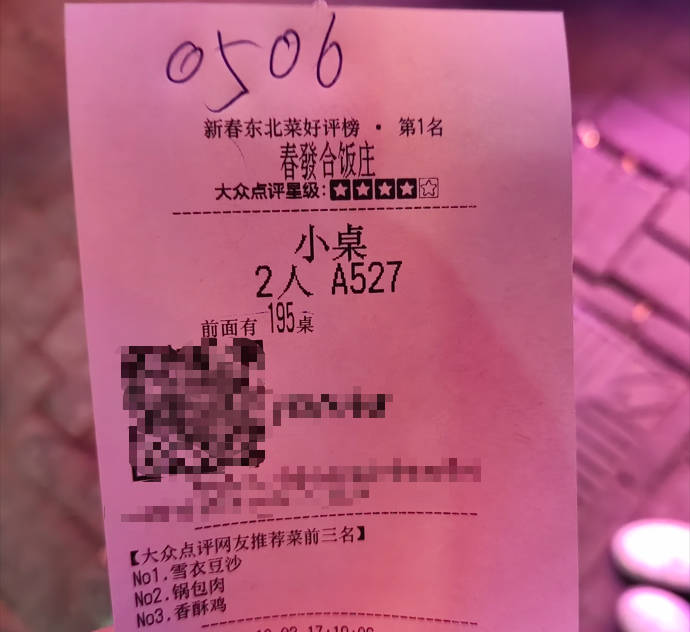 0506
新春东北菜好评榜 · 第1名
春發合饭庄
大众点评星级:★★★★☆
小桌
2人 A527
前面有 195桌
【大众点评网友推荐菜前三名】
No1.雪衣豆沙
No2.锅包肉
No3.香酥鸡